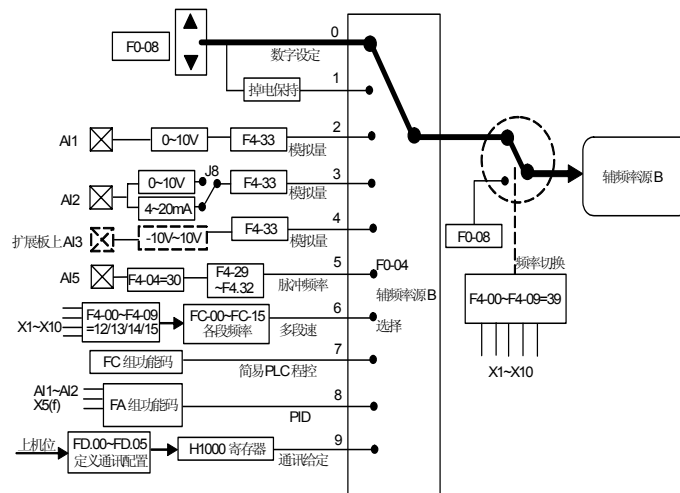 F0-08
0
数字设定
1
掉电保持
AI1
0~10V
F4-33
2
模拟量
AI2
0~10V
4~20mA
J8
F4-33
3
模拟量
扩展板上AI3
-10V~10V
F4-33
4
模拟量
AI5
F4-04=30
F4-29
~F4.32
5
脉冲频率
X1~X10
F4-00~F4-09
=12/13/14/15
FC-00~FC-15
各段频率
6
多段速
FC 组功能码
7
简易PLC程控
AI1~AI2
X5(f)
FA 组功能码
8
PID
上机位
FD.00~FD.05
定义通讯配置
H1000 寄存器
9
通讯给定
F0-04
辅频率源B
选择
F0-08
频率切换
F4-00~F4-09=39
X1~X10
辅频率源B